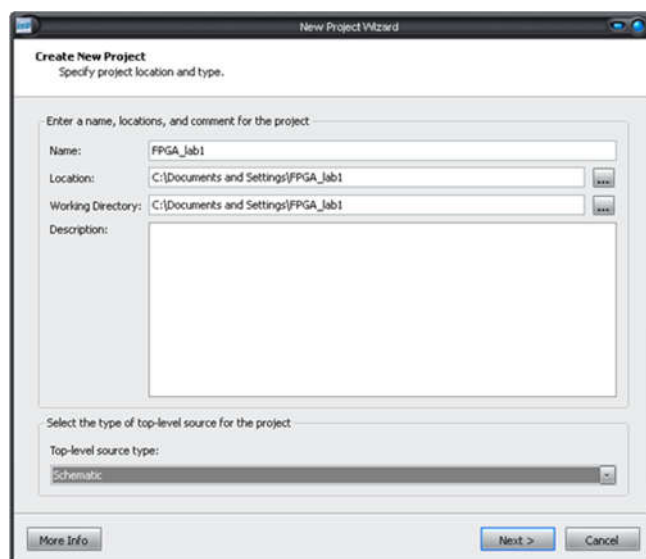 New Project Wizard
Create New Project
Specify project location and type.
Enter a name, locations, and comment for the project
Name: FPGA_lab1
Location: C:\Documents and Settings\FPGA_lab1 ...
Working Directory: C:\Documents and Settings\FPGA_lab1 ...
Description:
Select the type of top-level source for the project
Top-level source type:
Schematic
More Info Next > Cancel